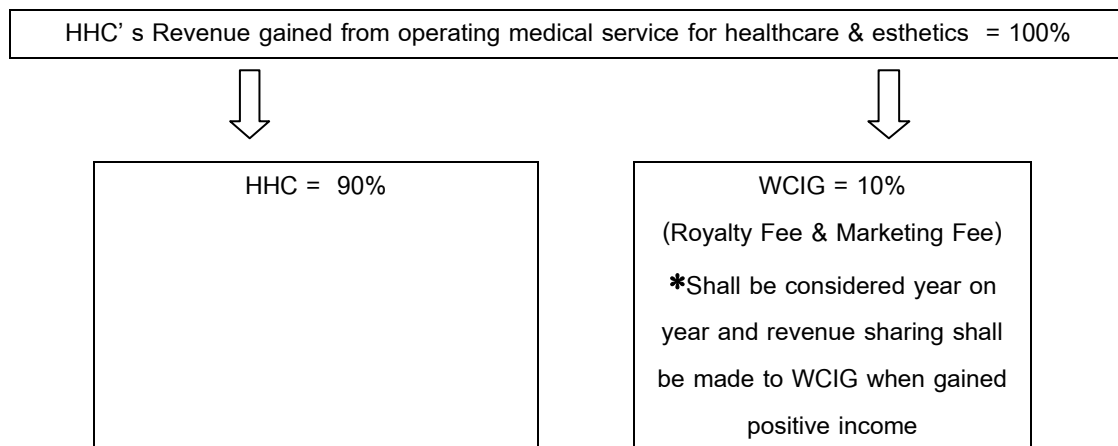 HHC' s Revenue gained from operating medical service for healthcare & esthetics = 100%
HHC = 90%
WCIG = 10%
(Royalty Fee & Marketing Fee)
*Shall be considered year on
year and revenue sharing shall
be made to WCIG when gained
positive income